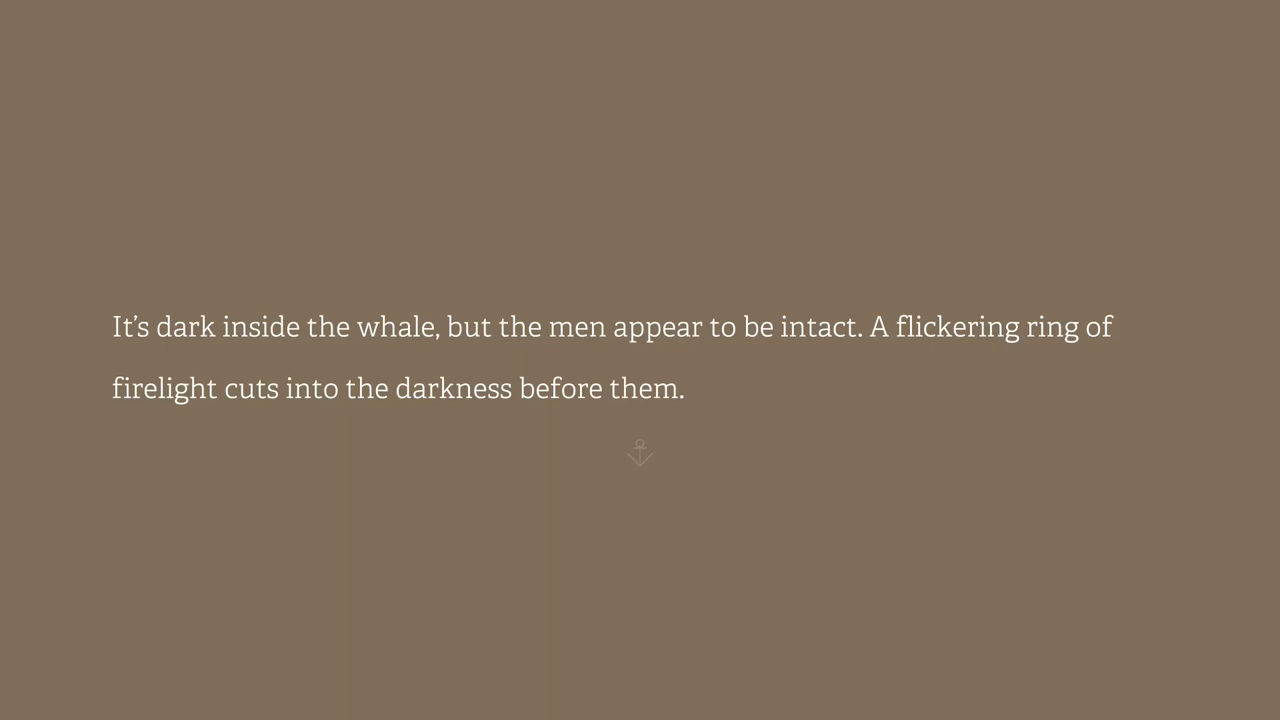 It’s dark inside the whale, but the men appear to be intact. A flickering ring of
firelight cuts into the darkness before them.